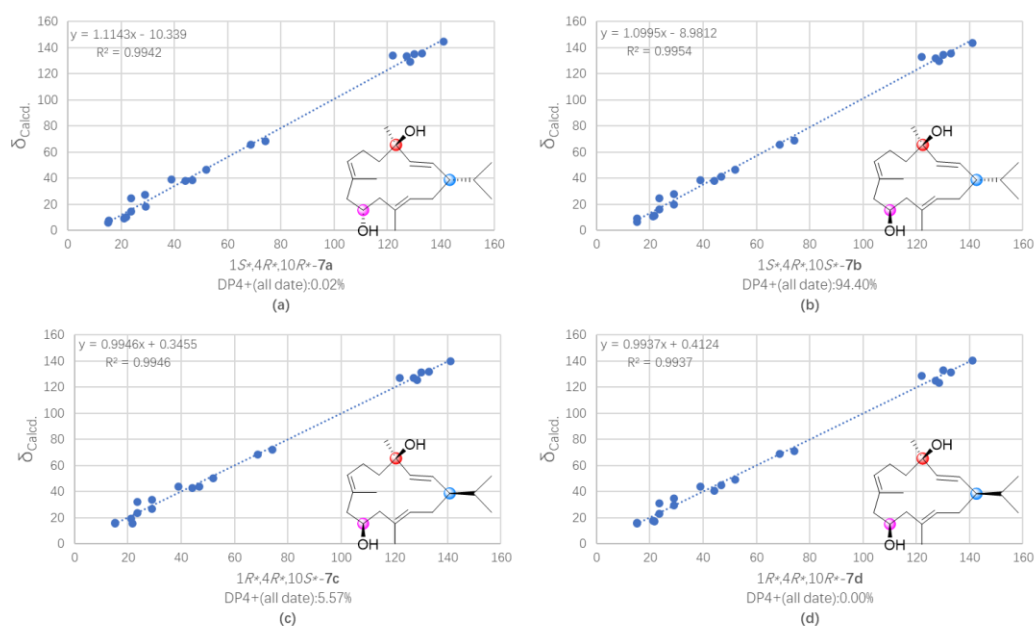 160
140
120
100
80
60
40
20
0
δCalcd.
y = 1.1143x - 10.339
R² = 0.9942
OH
OH
0 20 40 60 80 100 120 140 160
1S*,4R*,10R*-7a
DP4+(all date):0.02%
(a)
160
140
120
100
80
60
40
20
0
δCalcd.
y = 1.0995x - 8.9812
R² = 0.9954
OH
OH
0 20 40 60 80 100 120 140 160
1S*,4R*,10S*-7b
DP4+(all date):94.40%
(b)
160
140
120
100
80
60
40
20
0
δCalcd.
y = 0.9946x + 0.3455
R² = 0.9946
OH
OH
0 20 40 60 80 100 120 140 160
1R*,4R*,10S*-7c
DP4+(all date):5.57%
(c)
160
140
120
100
80
60
40
20
0
δCalcd.
y = 0.9937x + 0.4124
R² = 0.9937
OH
OH
0 20 40 60 80 100 120 140 160
1R*,4R*,10R*-7d
DP4+(all date):0.00%
(d)